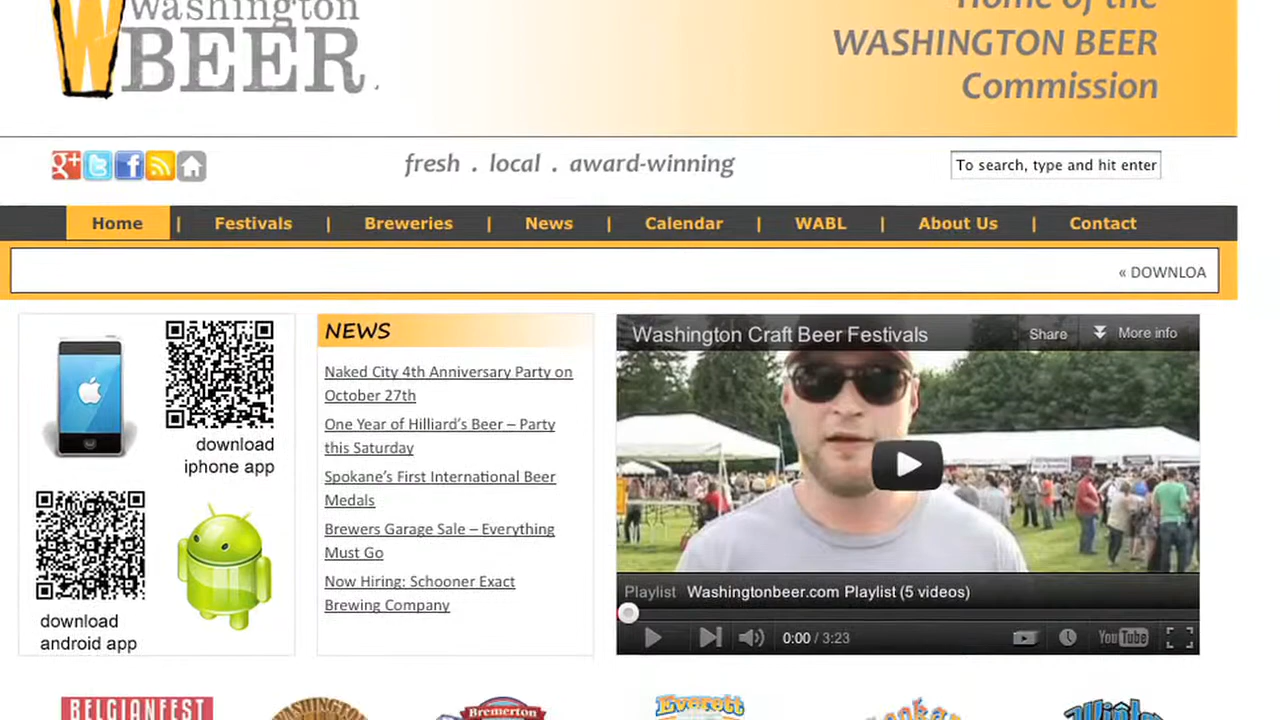 Washington
BEER
Home of the
WASHINGTON BEER
Commission
fresh . local . award-winning
To search, type and hit enter
Home | Festivals | Breweries | News | Calendar | WABL | About Us | Contact
« DOWNLOA
download
iphone app
download
android app
NEWS
Naked City 4th Anniversary Party on
October 27th
One Year of Hilliard's Beer – Party
this Saturday
Spokane's First International Beer
Medals
Brewers Garage Sale – Everything
Must Go
Now Hiring: Schooner Exact
Brewing Company
Washington Craft Beer Festivals
Share
More info
Playlist Washingtonbeer.com Playlist (5 videos)
0:00 / 3:23
YouTube
BELGIANFEST
WASHINGTON
Bremerton
Everett
Spokane
Winter